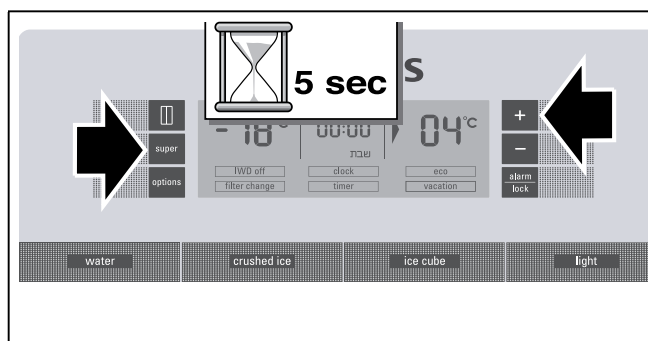 S
5 sec
super
options
-18°C
00:00
04°C
שבת
IWD off
clock
eco
filter change
timer
vacation
+
−
alarm
lock
water
crushed ice
ice cube
light